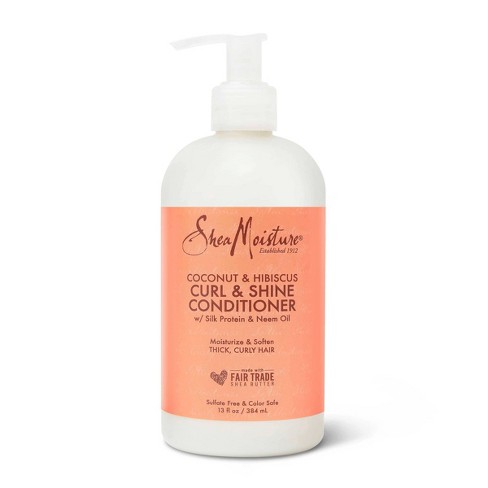 SheaMoisture®
Established 1912
COCONUT & HIBISCUS
CURL & SHINE
CONDITIONER
w/ Silk Protein & Neem Oil
Moisturize & Soften
THICK, CURLY HAIR
made with
FAIR TRADE
SHEA BUTTER
Sulfate Free & Color Safe
13 fl oz / 384 mL